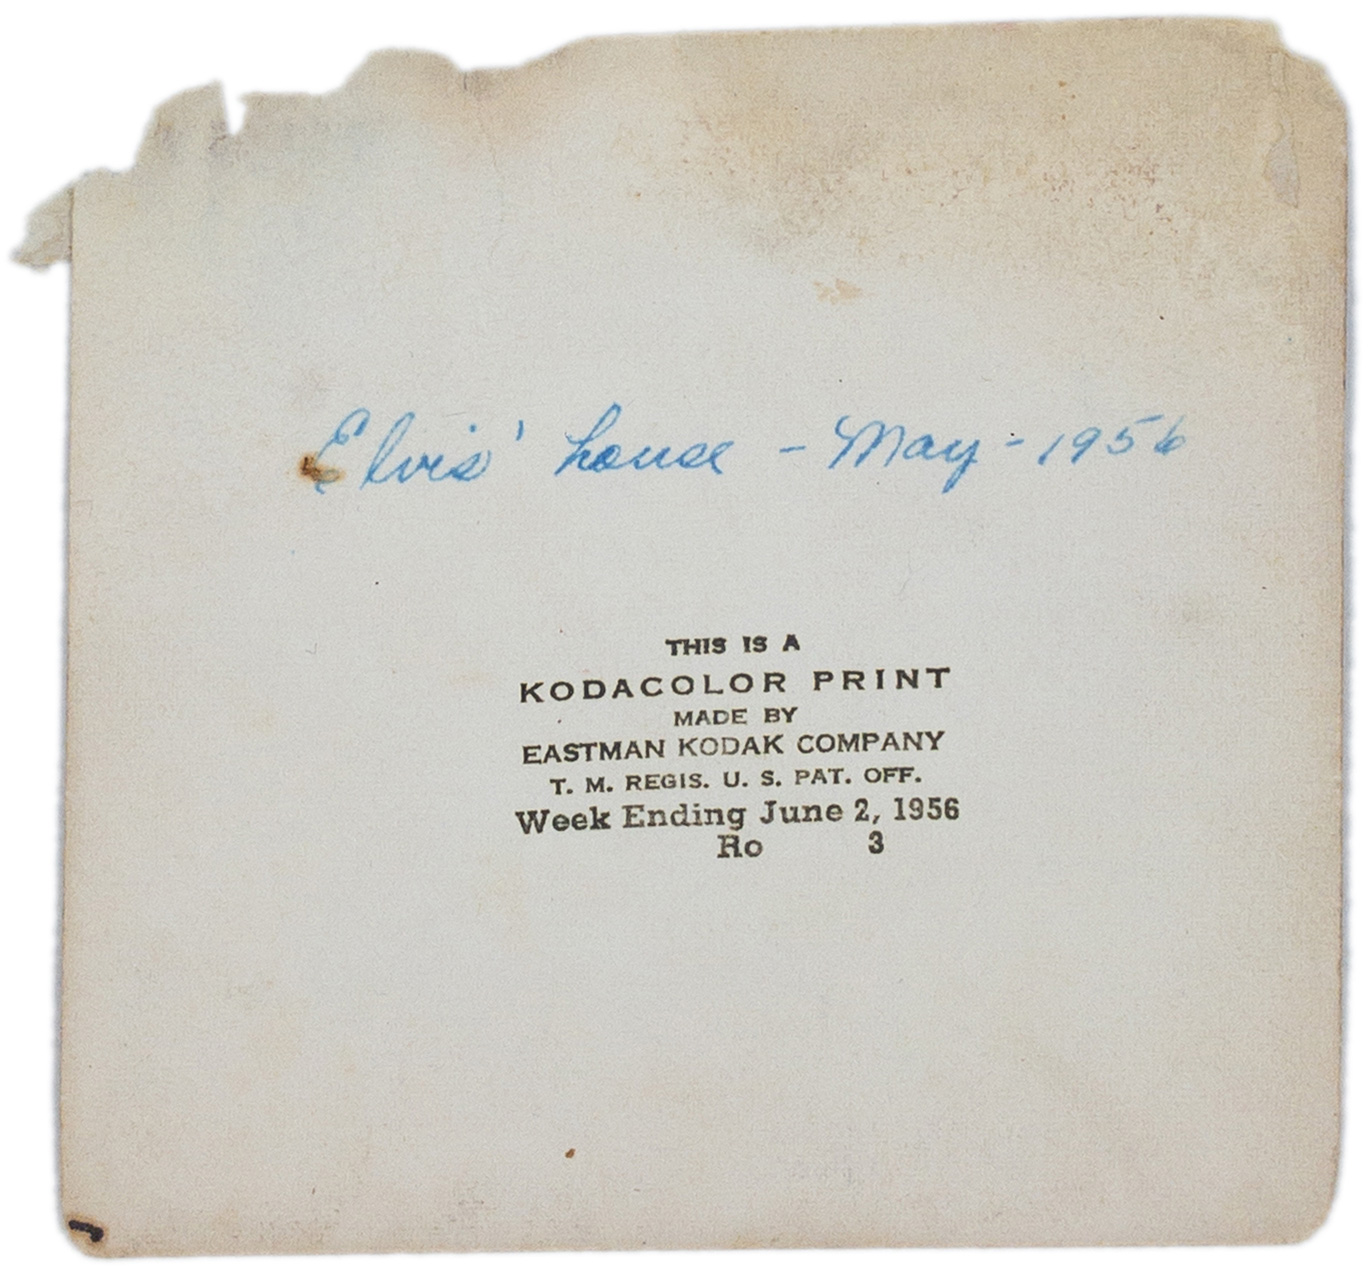 Elvis' house - May - 1956
THIS IS A
KODACOLOR PRINT
MADE BY
EASTMAN KODAK COMPANY
T. M. REGIS. U. S. PAT. OFF.
Week Ending June 2, 1956
Ro 3